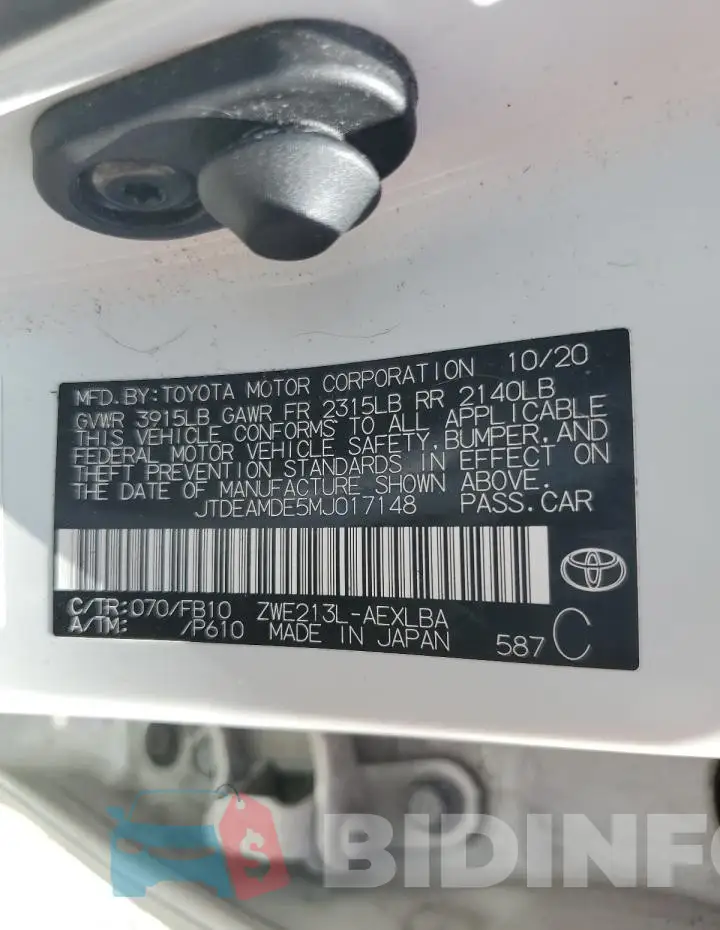 MFD.BY:TOYOTA MOTOR CORPORATION 10/20
GVWR 3915LB GAWR FR 2315LB RR 2140LB
THIS VEHICLE CONFORMS TO ALL APPLICABLE
FEDERAL MOTOR VEHICLE SAFETY,BUMPER,AND
THEFT PREVENTION STANDARDS IN EFFECT ON
THE DATE OF MANUFACTURE SHOWN ABOVE.
JTDEAMDE5MJ017148 PASS.CAR
C/TR:070/FB10 ZWE213L-AEXLBA
A/TM: /P610 MADE IN JAPAN 587 C
$ BIDINFO